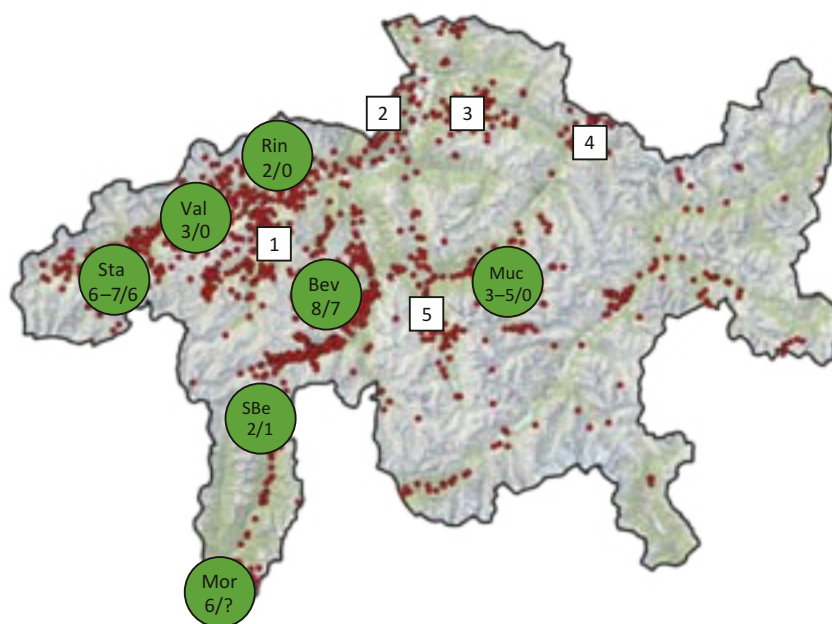 2
3
4
Rin
2/0
Val
3/0
1
Sta
6–7/6
Bev
8/7
Muc
3–5/0
5
SBe
2/1
Mor
6/?